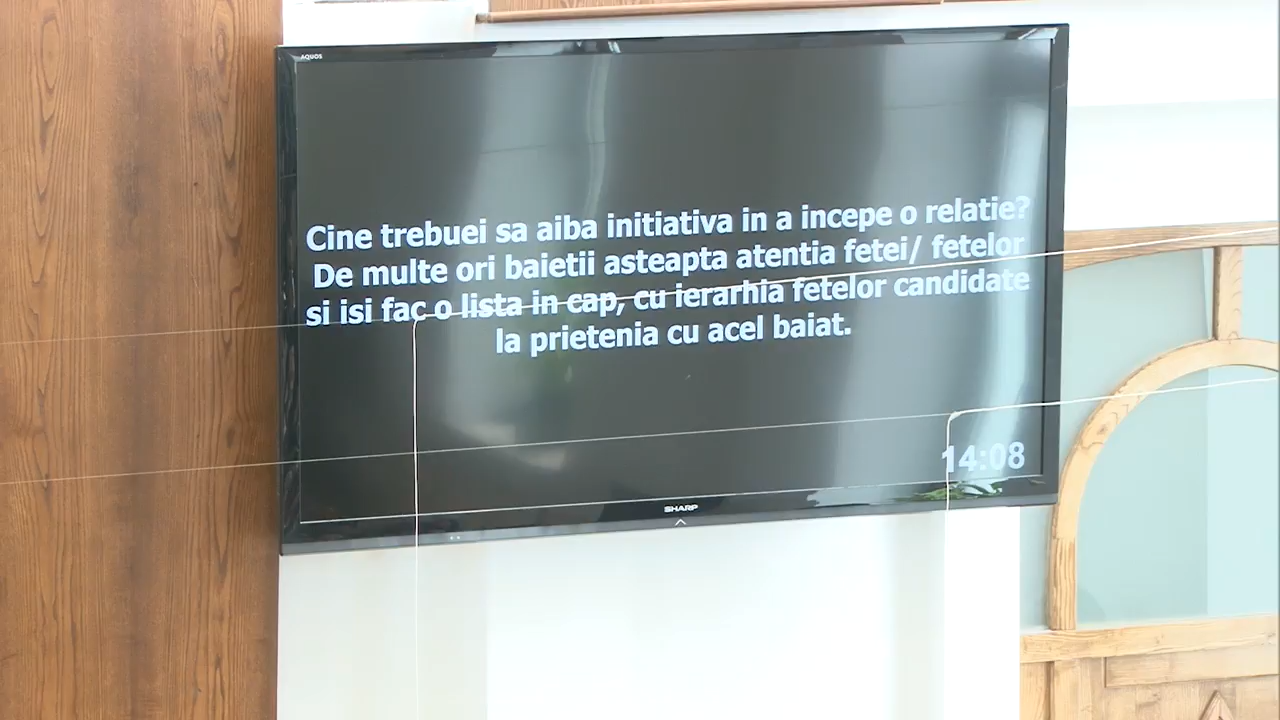 AQUOS
Cine trebuei sa aiba initiativa in a incepe o relatie?
De multe ori baietii asteapta atentia fetei/ fetelor
si isi fac o lista in cap, cu ierarhia fetelor candidate
la prietenia cu acel baiat.
14:08
SHARP